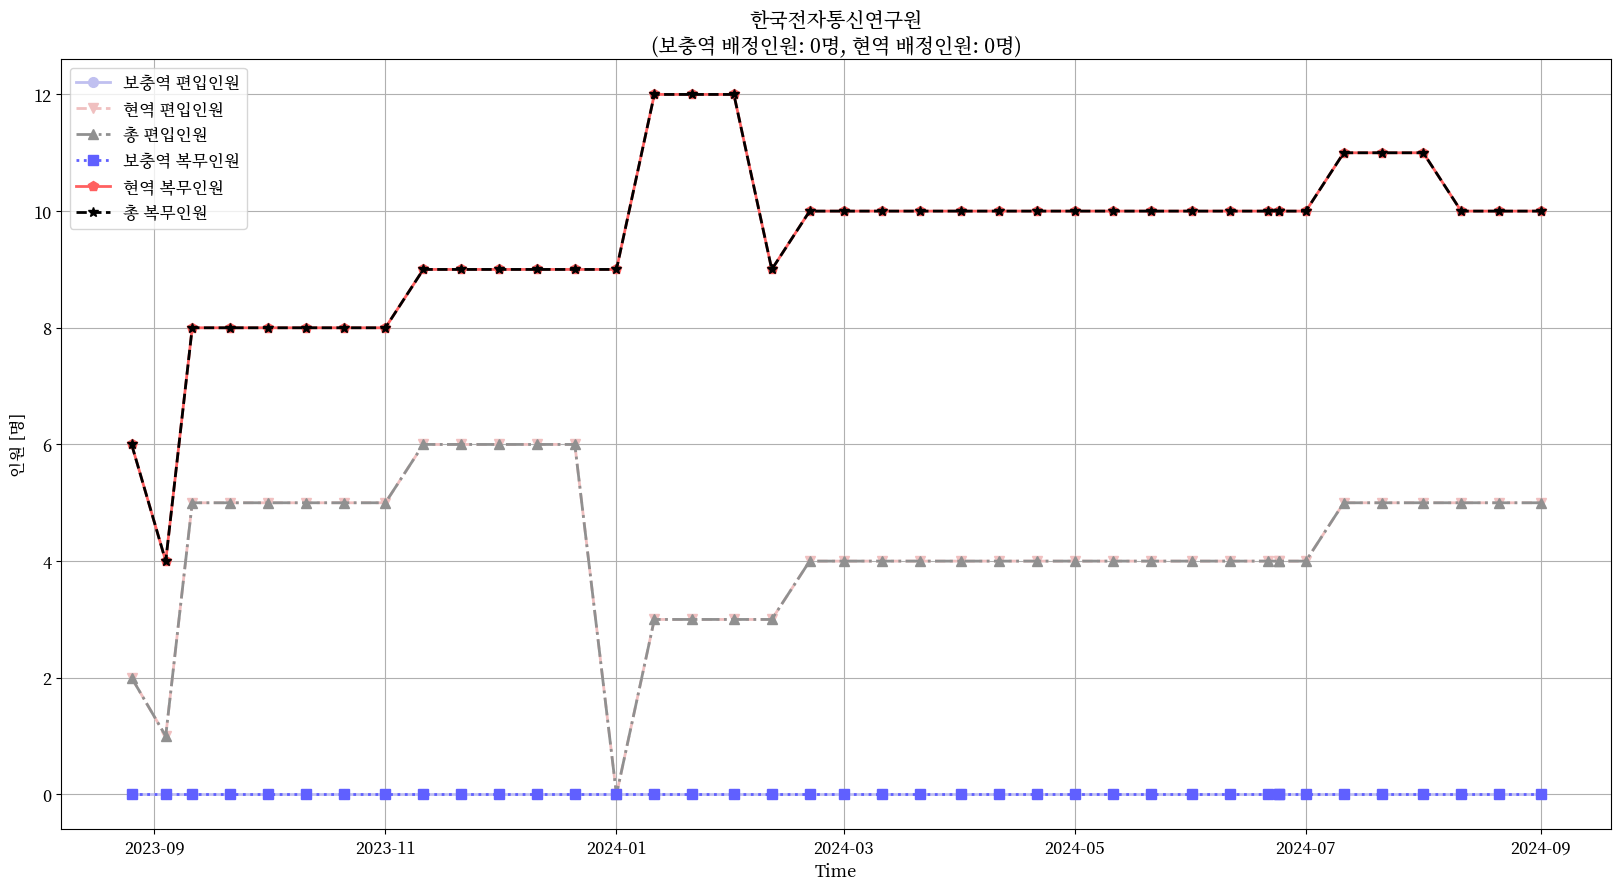 한국전자통신연구원
(보충역 배정인원: 0명, 현역 배정인원: 0명)
보충역 편입인원
현역 편입인원
총 편입인원
보충역 복무인원
현역 복무인원
총 복무인원
인원 [명]
12
10
8
6
4
2
0
2023-09
2023-11
2024-01
2024-03
2024-05
2024-07
2024-09
Time